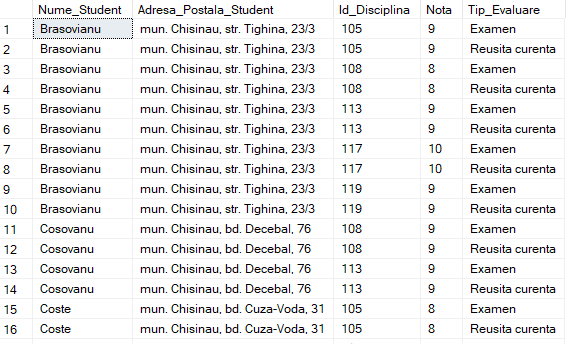 Nume_Student Adresa_Postala_Student Id_Disciplina Nota Tip_Evaluare
1 Brasovianu mun. Chisinau, str. Tighina, 23/3 105 9 Examen
2 Brasovianu mun. Chisinau, str. Tighina, 23/3 105 9 Reusita curenta
3 Brasovianu mun. Chisinau, str. Tighina, 23/3 108 8 Examen
4 Brasovianu mun. Chisinau, str. Tighina, 23/3 108 8 Reusita curenta
5 Brasovianu mun. Chisinau, str. Tighina, 23/3 113 9 Examen
6 Brasovianu mun. Chisinau, str. Tighina, 23/3 113 9 Reusita curenta
7 Brasovianu mun. Chisinau, str. Tighina, 23/3 117 10 Examen
8 Brasovianu mun. Chisinau, str. Tighina, 23/3 117 10 Reusita curenta
9 Brasovianu mun. Chisinau, str. Tighina, 23/3 119 9 Examen
10 Brasovianu mun. Chisinau, str. Tighina, 23/3 119 9 Reusita curenta
11 Cosovanu mun. Chisinau, bd. Decebal, 76 108 9 Examen
12 Cosovanu mun. Chisinau, bd. Decebal, 76 108 9 Reusita curenta
13 Cosovanu mun. Chisinau, bd. Decebal, 76 113 9 Examen
14 Cosovanu mun. Chisinau, bd. Decebal, 76 113 9 Reusita curenta
15 Coste mun. Chisinau, bd. Cuza-Voda, 31 105 8 Examen
16 Coste mun. Chisinau, bd. Cuza-Voda, 31 105 8 Reusita curenta